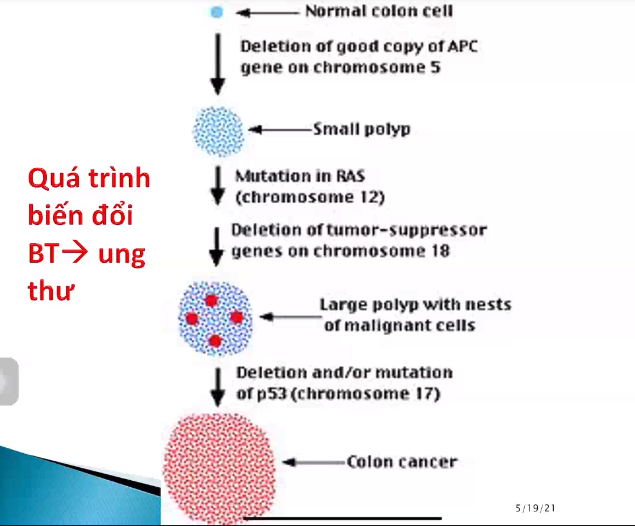 Normal colon cell
Deletion of good copy of APC
gene on chromosome 5
Small polyp
Quá trình
biến đổi
BT→ ung
thư
Mutation in RAS
(chromosome 12)
Deletion of tumor-suppressor
genes on chromosome 18
Large polyp with nests
of malignant cells
Deletion and/or mutation
of p53 (chromosome 17)
Colon cancer
5/19/21